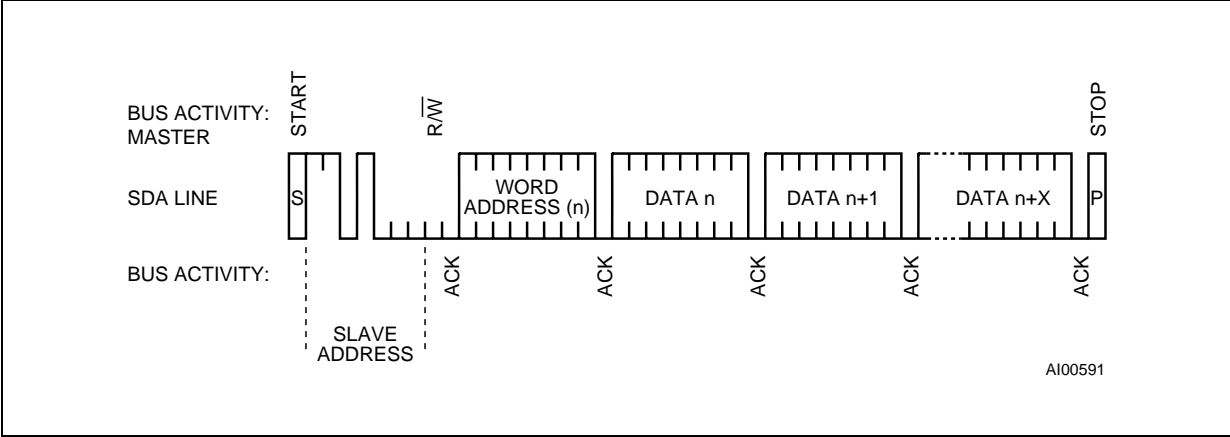 BUS ACTIVITY:
MASTER
START
R/W
STOP
SDA LINE
S
WORD
ADDRESS (n)
DATA n
DATA n+1
DATA n+X
P
BUS ACTIVITY:
ACK
ACK
ACK
ACK
ACK
SLAVE
ADDRESS
AI00591